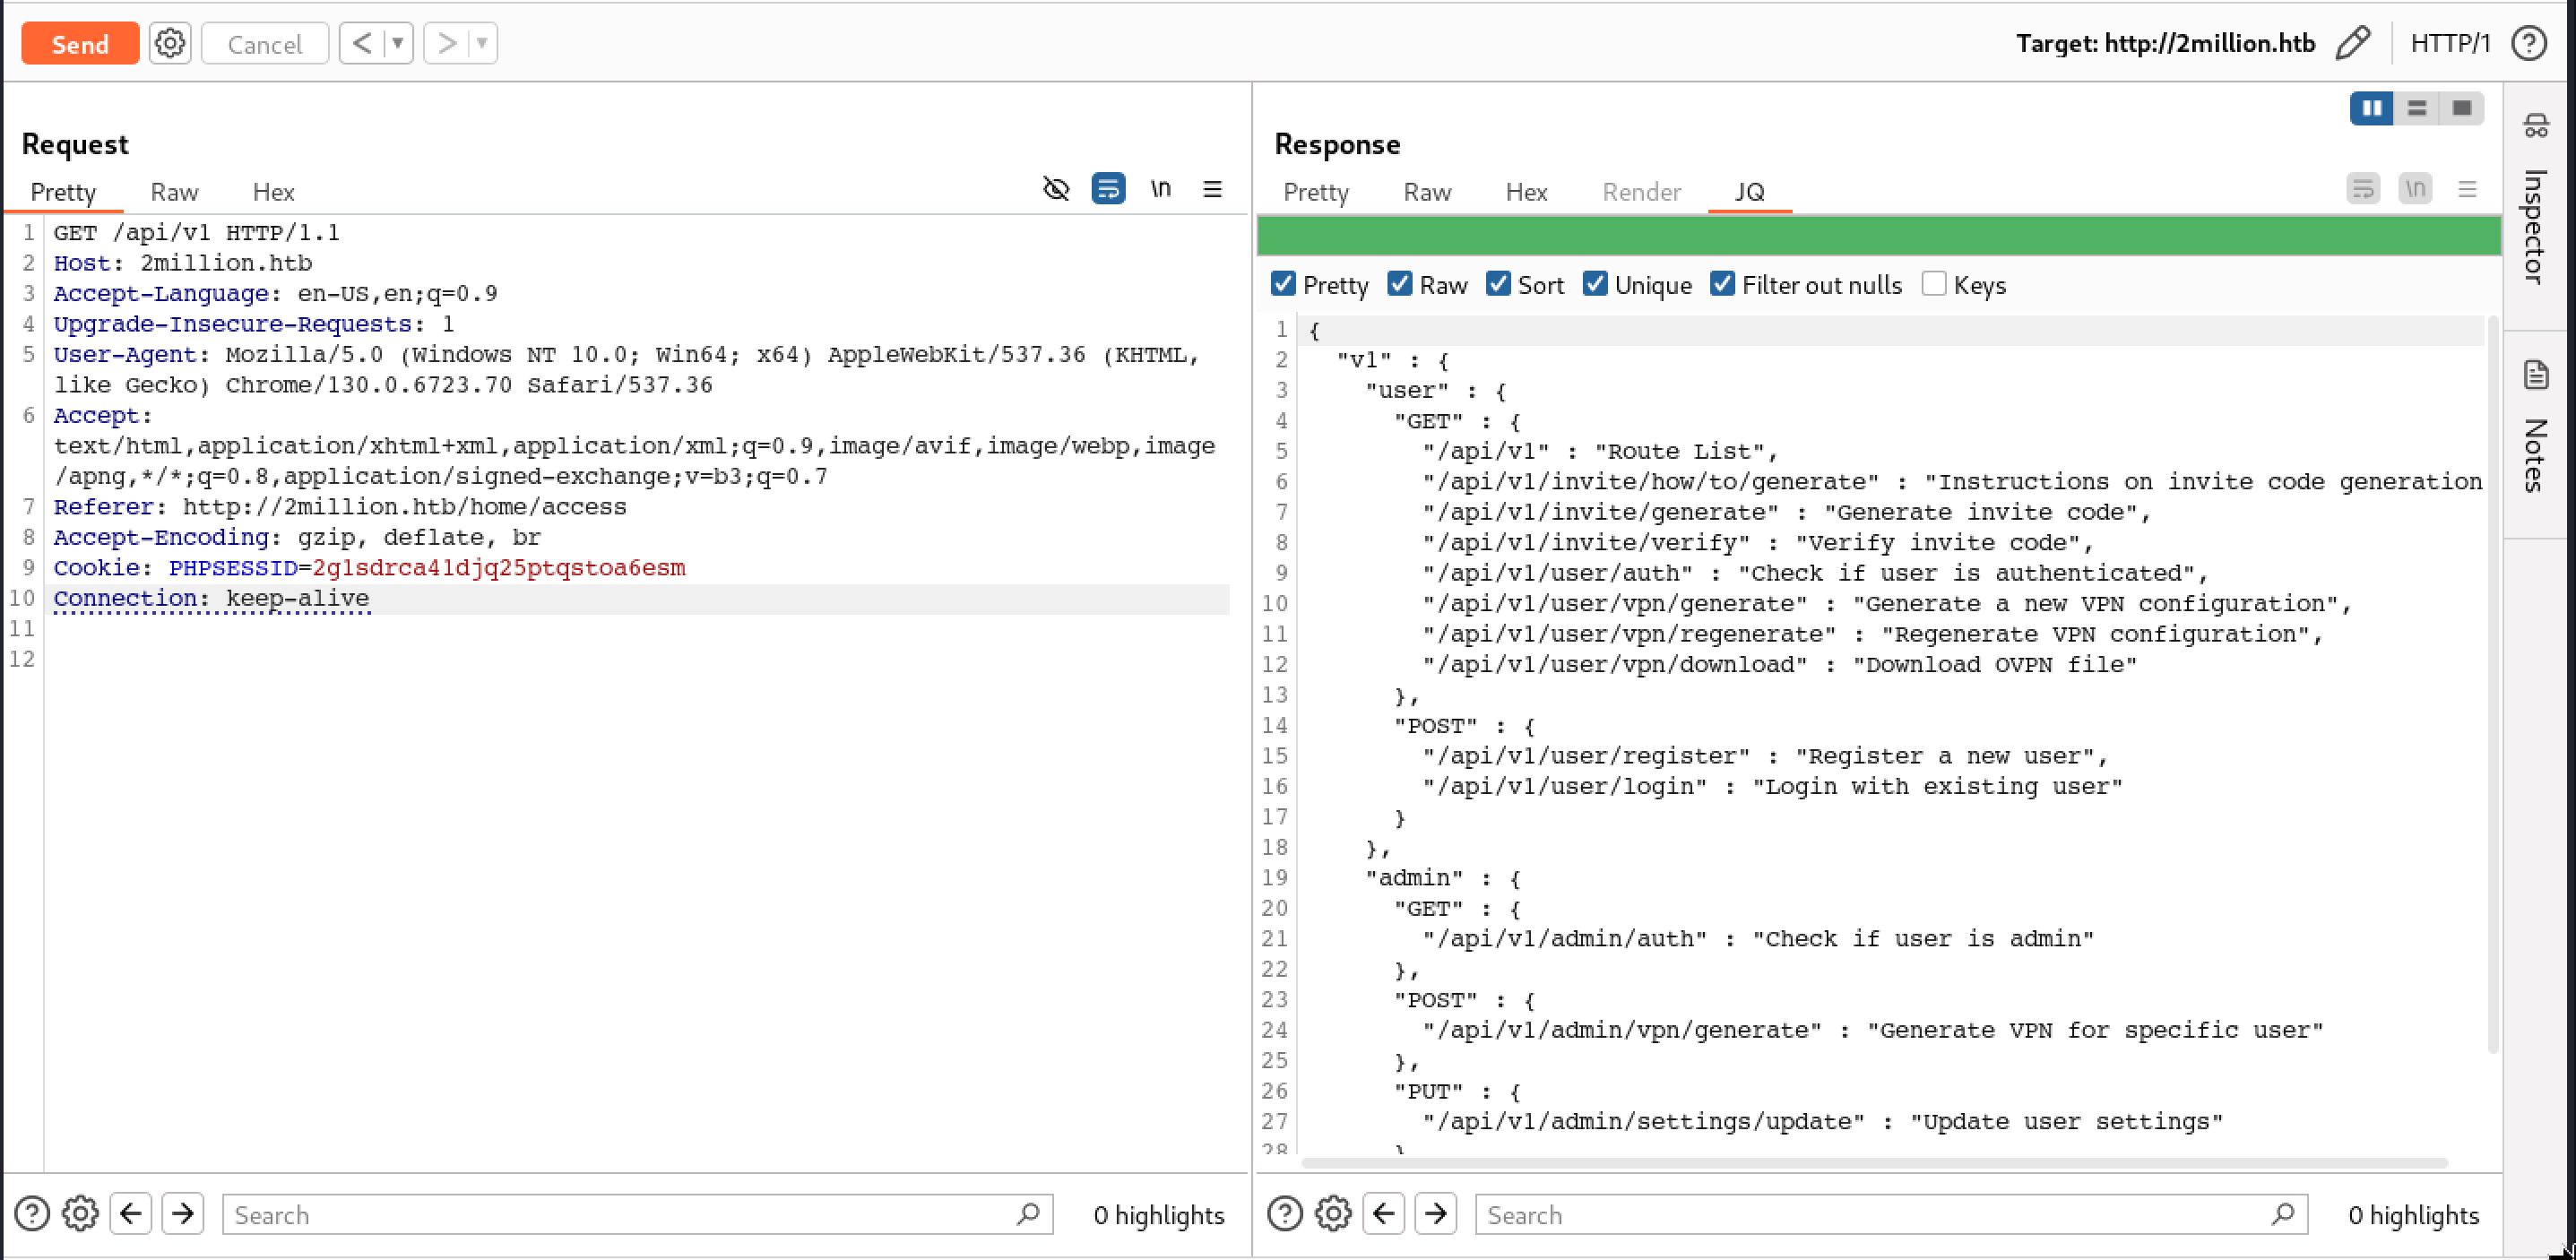 Send
Cancel
Target: http://2million.htb
HTTP/1
Request
Pretty Raw Hex
\n
1 GET /api/v1 HTTP/1.1
2 Host: 2million.htb
3 Accept-Language: en-US,en;q=0.9
4 Upgrade-Insecure-Requests: 1
5 User-Agent: Mozilla/5.0 (Windows NT 10.0; Win64; x64) AppleWebKit/537.36 (KHTML,
like Gecko) Chrome/130.0.6723.70 Safari/537.36
6 Accept:
text/html,application/xhtml+xml,application/xml;q=0.9,image/avif,image/webp,image
/apng,*/*;q=0.8,application/signed-exchange;v=b3;q=0.7
7 Referer: http://2million.htb/home/access
8 Accept-Encoding: gzip, deflate, br
9 Cookie: PHPSESSID=2g1sdrca41djq25ptqstoa6esm
10 Connection: keep-alive
11
12
Search
0 highlights
Response
Pretty Raw Hex Render JQ
\n
Pretty Raw Sort Unique Filter out nulls Keys
1 {
2 "v1" : {
3 "user" : {
4 "GET" : {
5 "/api/v1" : "Route List",
6 "/api/v1/invite/how/to/generate" : "Instructions on invite code generation
7 "/api/v1/invite/generate" : "Generate invite code",
8 "/api/v1/invite/verify" : "Verify invite code",
9 "/api/v1/user/auth" : "Check if user is authenticated",
10 "/api/v1/user/vpn/generate" : "Generate a new VPN configuration",
11 "/api/v1/user/vpn/regenerate" : "Regenerate VPN configuration",
12 "/api/v1/user/vpn/download" : "Download OVPN file"
13 },
14 "POST" : {
15 "/api/v1/user/register" : "Register a new user",
16 "/api/v1/user/login" : "Login with existing user"
17 }
18 },
19 "admin" : {
20 "GET" : {
21 "/api/v1/admin/auth" : "Check if user is admin"
22 },
23 "POST" : {
24 "/api/v1/admin/vpn/generate" : "Generate VPN for specific user"
25 },
26 "PUT" : {
27 "/api/v1/admin/settings/update" : "Update user settings"
28 }
Search
0 highlights
Inspector
Notes